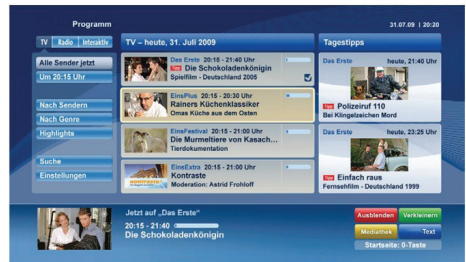 Programm
31.07.09 | 20:20
TV Radio Interaktiv
Alle Sender jetzt
Um 20:15 Uhr
Nach Sendern
Nach Genre
Highlights
Suche
Einstellungen
TV – heute, 31. Juli 2009
Das Erste 20:15 - 21:40 Uhr
Tipp Die Schokoladenkönigin
Spielfilm - Deutschland 2005
EinsPlus 20:15 - 20:30 Uhr
Rainers Küchenklassiker
Omas Küche aus dem Osten
EinsFestival 20:15 - 21:00 Uhr
Die Murmeltiere von Kasach...
Tierdokumentation
EinsExtra 20:15 - 21:00 Uhr
Kontraste
Moderation: Astrid Frohloff
KONTRASTE
Tagestipps
Das Erste heute, 21:40 Uhr
Tipp Polizeiruf 110
Bei Klingelzeichen Mord
Das Erste heute, 23:25 Uhr
Tipp Einfach raus
Fernsehfilm - Deutschland 1999
Jetzt auf „Das Erste“
20:15 - 21:40
Die Schokoladenkönigin
Ausblenden Verkleinern
Mediathek Text
Startseite: 0-Taste